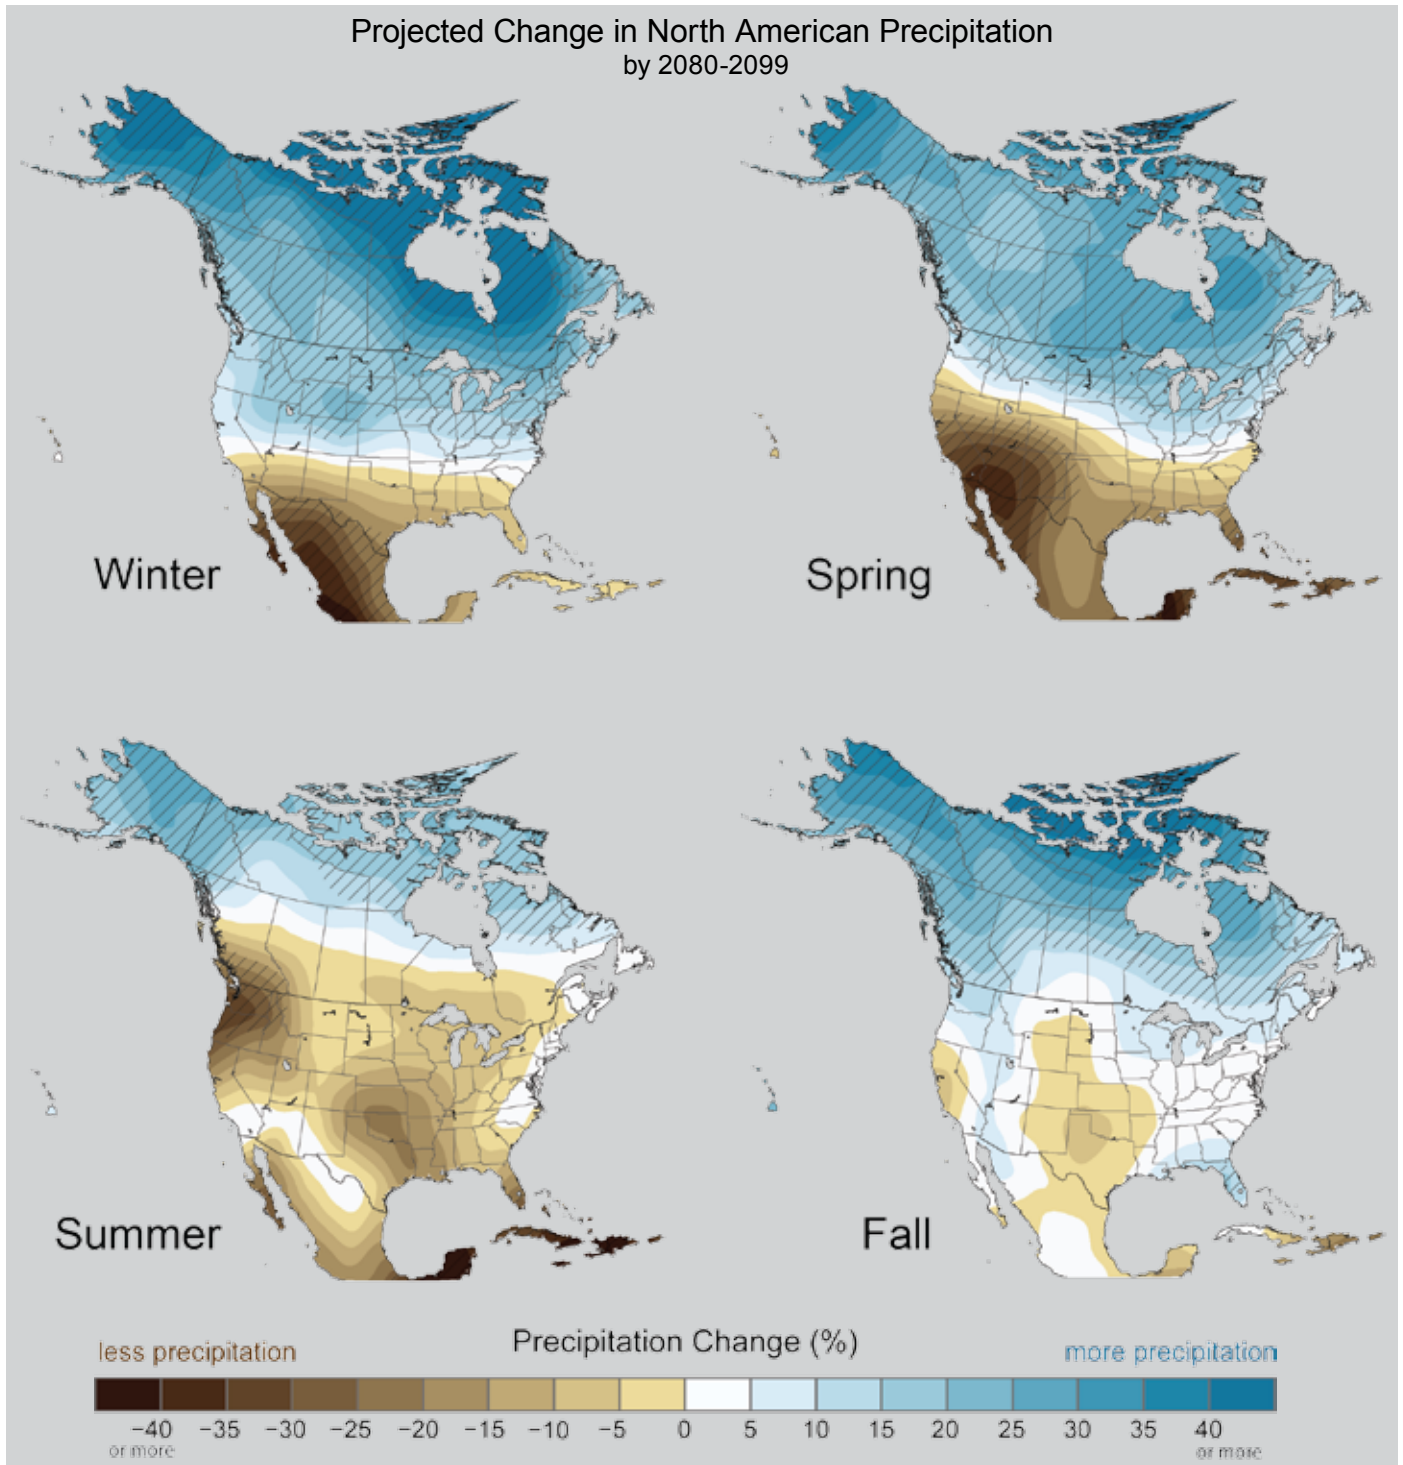 Projected Change in North American Precipitation
by 2080-2099
Winter
Spring
Summer
Fall
Precipitation Change (%)
less precipitation
more precipitation
−40 −35 −30 −25 −20 −15 −10 −5 0 5 10 15 20 25 30 35 40
or more
or more